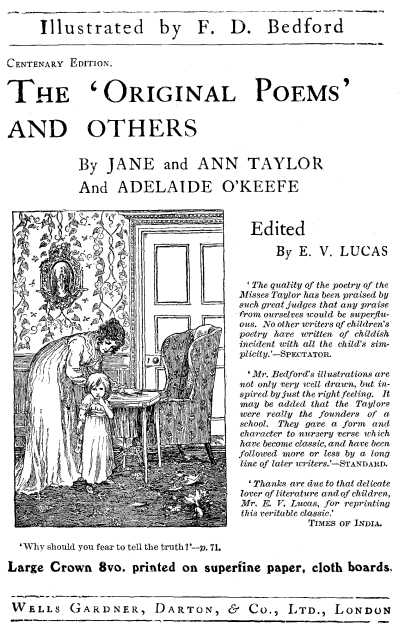 Illustrated by F. D. Bedford
CENTENARY EDITION.
THE ‘ORIGINAL POEMS’
AND OTHERS
By JANE and ANN TAYLOR
And ADELAIDE O'KEEFE
Edited
By E. V. LUCAS
‘The quality of the poetry of the
Misses Taylor has been praised by
such great judges that any praise
from ourselves would be superflu-
ous. No other writers of children's
poetry have written of childish
incident with all the child's sim-
plicity.’—SPECTATOR.
‘Mr. Bedford's illustrations are
not only very well drawn, but in-
spired by just the right feeling. It
may be added that the Taylors
were really the founders of a
school. They gave a form and
character to nursery verse which
have become classic, and have been
followed more or less by a long
line of later writers.’—STANDARD.
‘Thanks are due to that delicate
lover of literature and of children,
Mr. E. V. Lucas, for reprinting
this veritable classic.’
TIMES OF INDIA.
‘Why should you fear to tell the truth?’—p. 71.
Large Crown 8vo. printed on superfine paper, cloth boards.
WELLS GARDNER, DARTON, & CO., LTD., LONDON